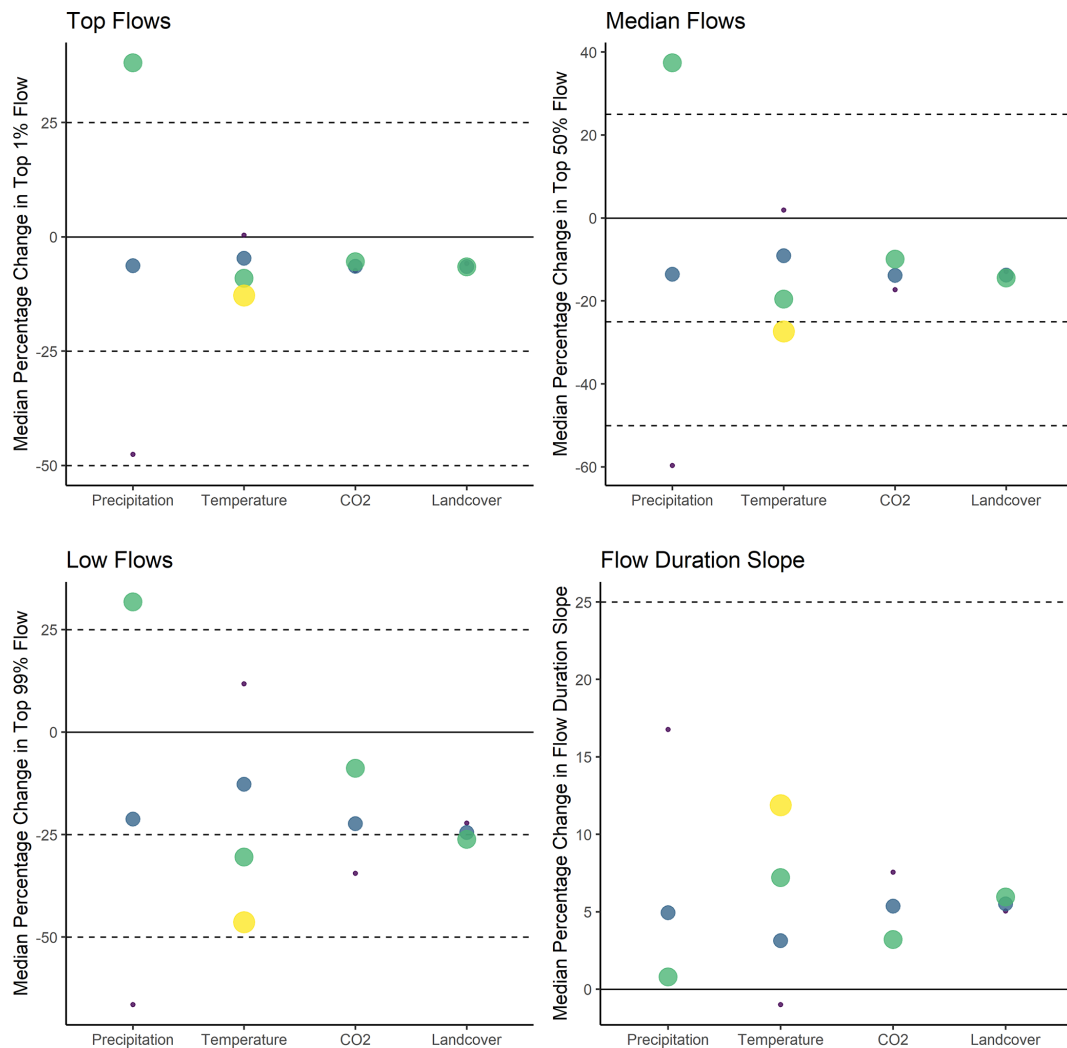 Top Flows
Median Percentage Change in Top 1% Flow
25
0
-25
-50
Precipitation Temperature CO2 Landcover
Median Flows
Median Percentage Change in Top 50% Flow
40
20
0
-20
-40
-60
Precipitation Temperature CO2 Landcover
Low Flows
Median Percentage Change in Top 99% Flow
25
0
-25
-50
Precipitation Temperature CO2 Landcover
Flow Duration Slope
Median Percentage Change in Flow Duration Slope
25
20
15
10
5
0
Precipitation Temperature CO2 Landcover